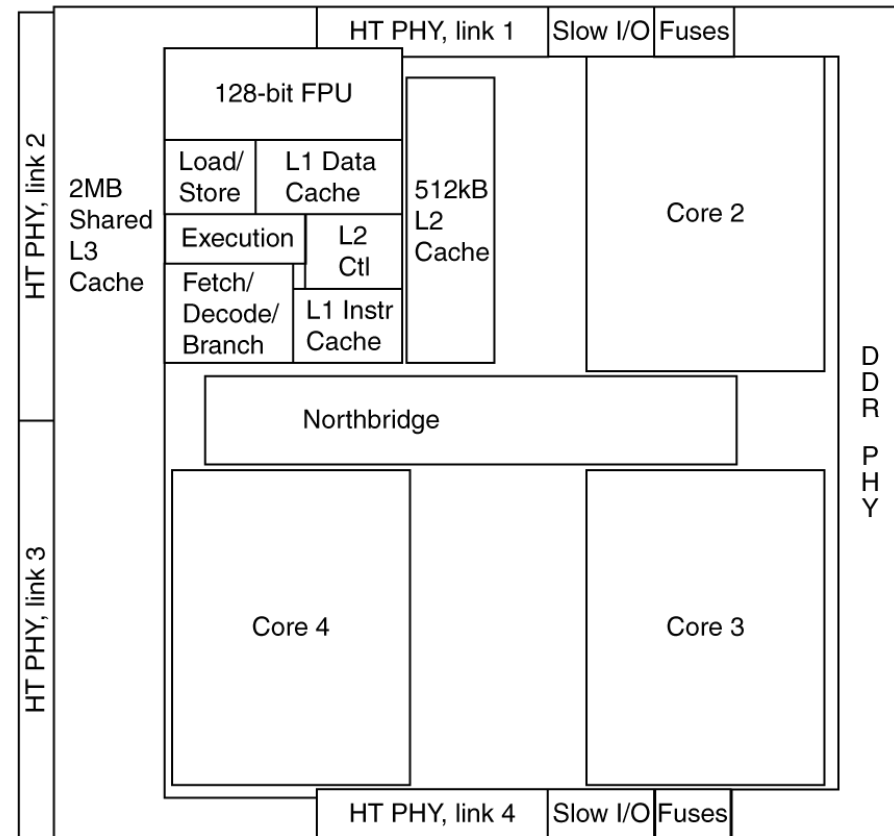 HT PHY, link 1
Slow I/O
Fuses
HT PHY, link 2
2MB
Shared
L3
Cache
128-bit FPU
Load/
Store
L1 Data
Cache
Execution
L2
Ctl
Fetch/
Decode/
Branch
L1 Instr
Cache
512kB
L2
Cache
Core 2
Northbridge
DDR PHY
HT PHY, link 3
Core 4
Core 3
HT PHY, link 4
Slow I/O
Fuses